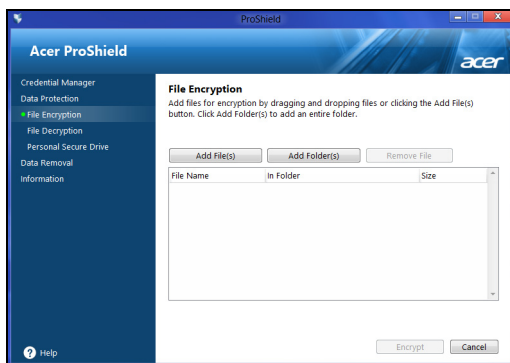 ProShield
Acer ProShield
acer
Credential Manager
Data Protection
File Encryption
File Decryption
Personal Secure Drive
Data Removal
Information
Help
File Encryption
Add files for encryption by dragging and dropping files or clicking the Add File(s)
button. Click Add Folder(s) to add an entire folder.
Add File(s) Add Folder(s) Remove File
File Name In Folder Size
Encrypt Cancel